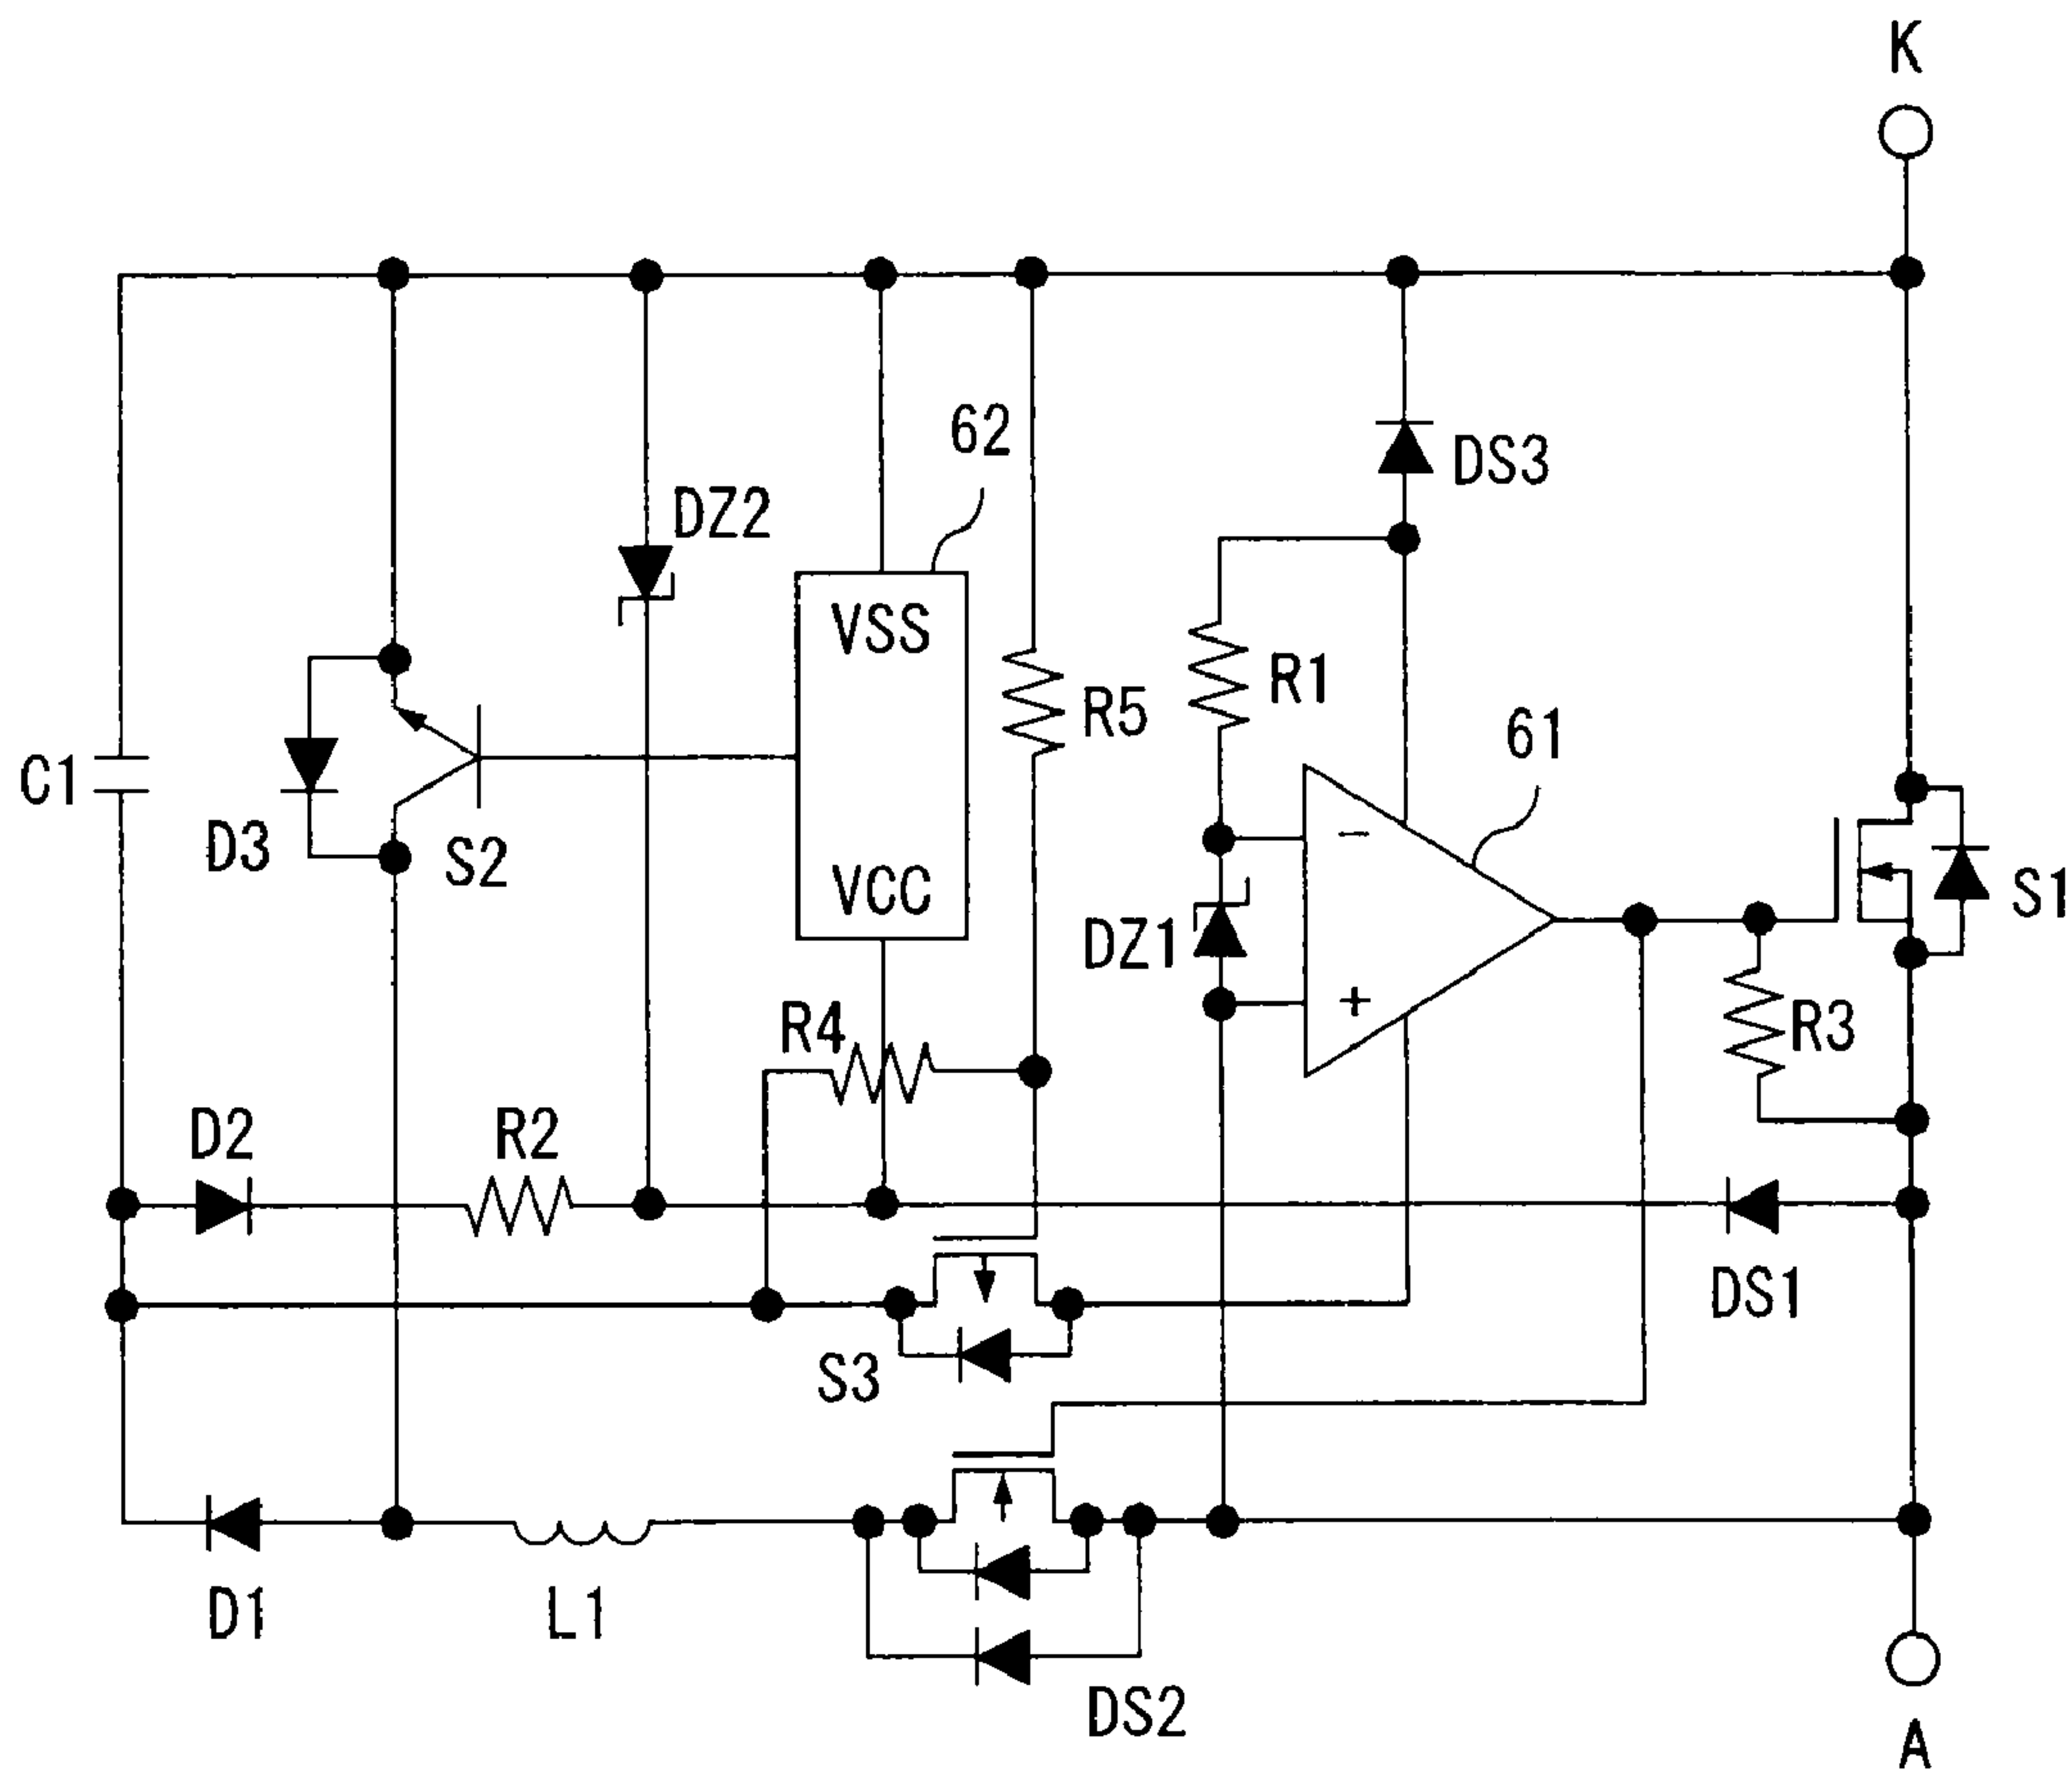 K
62
DS3
DZ2
VSS
R1
R5
61
C1
D3
S2
VCC
S1
DZ1
−
+
R4
R3
D2
R2
DS1
S3
D1
L1
DS2
A